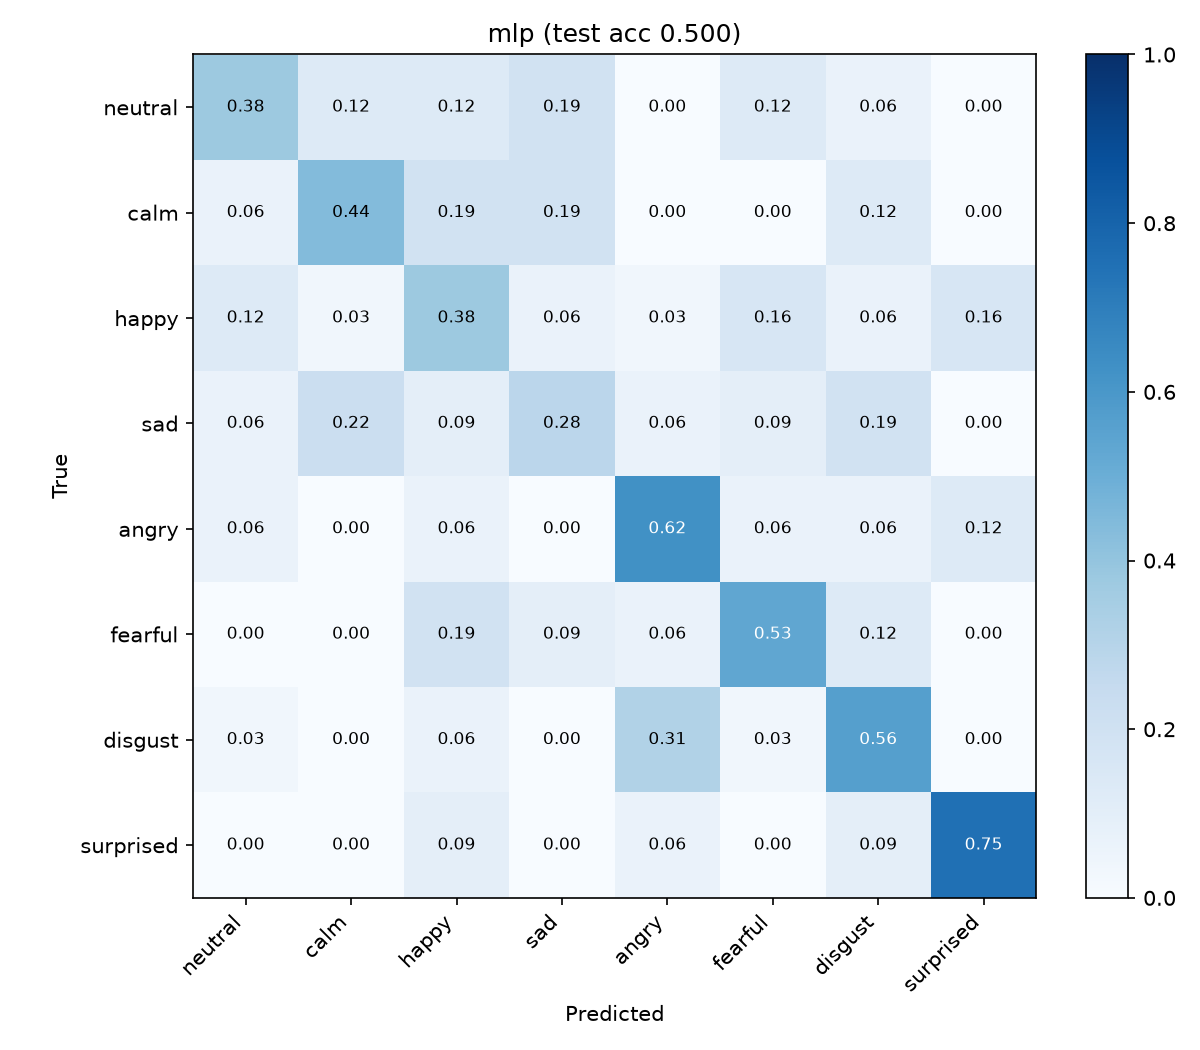 mlp (test acc 0.500)
1.0
neutral 0.38 0.12 0.12 0.19 0.00 0.12 0.06 0.00
calm 0.06 0.44 0.19 0.19 0.00 0.00 0.12 0.00
0.8
happy 0.12 0.03 0.38 0.06 0.03 0.16 0.06 0.16
0.6
sad 0.06 0.22 0.09 0.28 0.06 0.09 0.19 0.00
True
angry 0.06 0.00 0.06 0.00 0.62 0.06 0.06 0.12
0.4
fearful 0.00 0.00 0.19 0.09 0.06 0.53 0.12 0.00
0.2
disgust 0.03 0.00 0.06 0.00 0.31 0.03 0.56 0.00
surprised 0.00 0.00 0.09 0.00 0.06 0.00 0.09 0.75
0.0
neutral calm happy sad angry fearful disgust surprised
Predicted